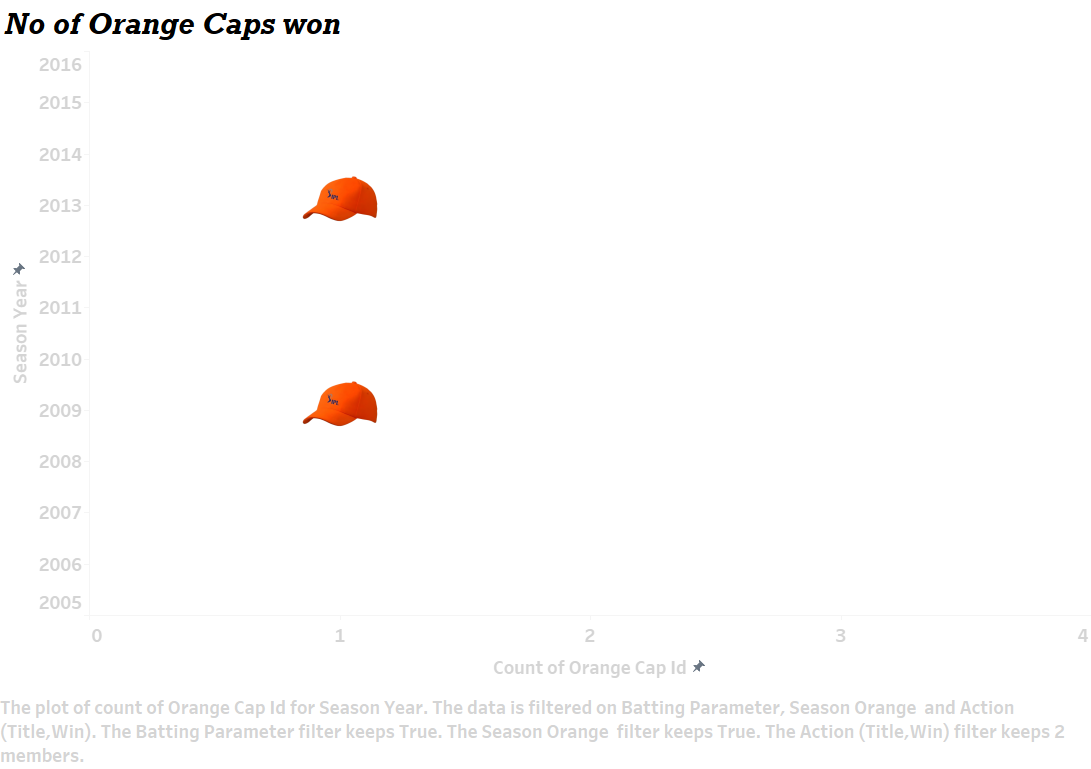 No of Orange Caps won
2016
2015
2014
2013
2012
2011
2010
2009
2008
2007
2006
2005
Season Year
0 1 2 3 4
Count of Orange Cap Id
The plot of count of Orange Cap Id for Season Year. The data is filtered on Batting Parameter, Season Orange and Action
(Title,Win). The Batting Parameter filter keeps True. The Season Orange filter keeps True. The Action (Title,Win) filter keeps 2
members.